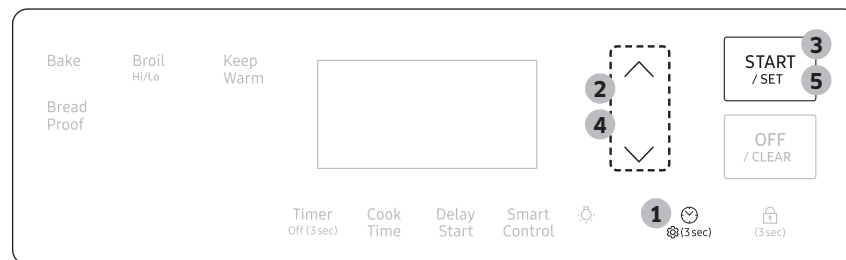 Bake
Broil
Hi/Lo
Keep
Warm
Bread
Proof
2
4
3
START
/ SET
5
OFF
/ CLEAR
Timer
Off (3 sec)
Cook
Time
Delay
Start
Smart
Control
1
(3 sec)
(3 sec)